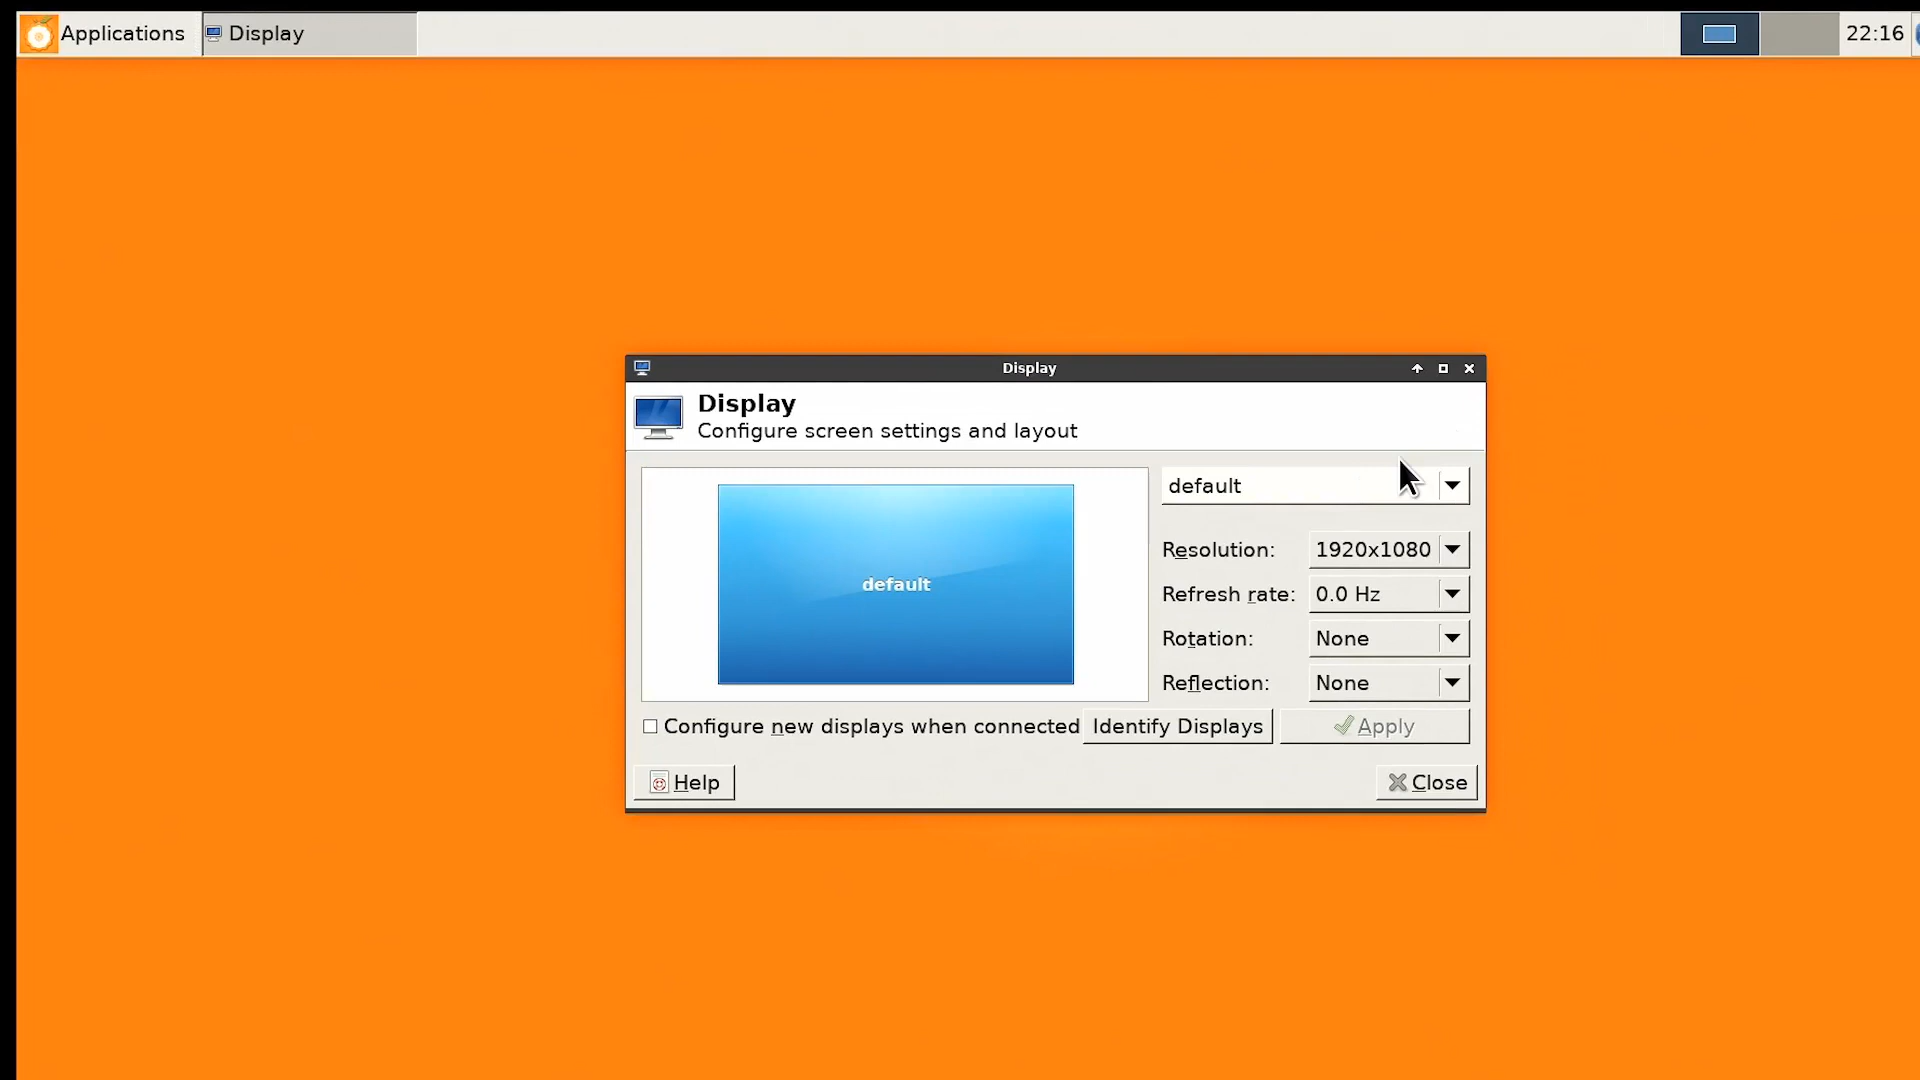 Applications
Display
22:16
Display
Display
Configure screen settings and layout
default
default
Resolution: 1920x1080
Refresh rate: 0.0 Hz
Rotation: None
Reflection: None
Configure new displays when connected
Identify Displays
Apply
Help
Close